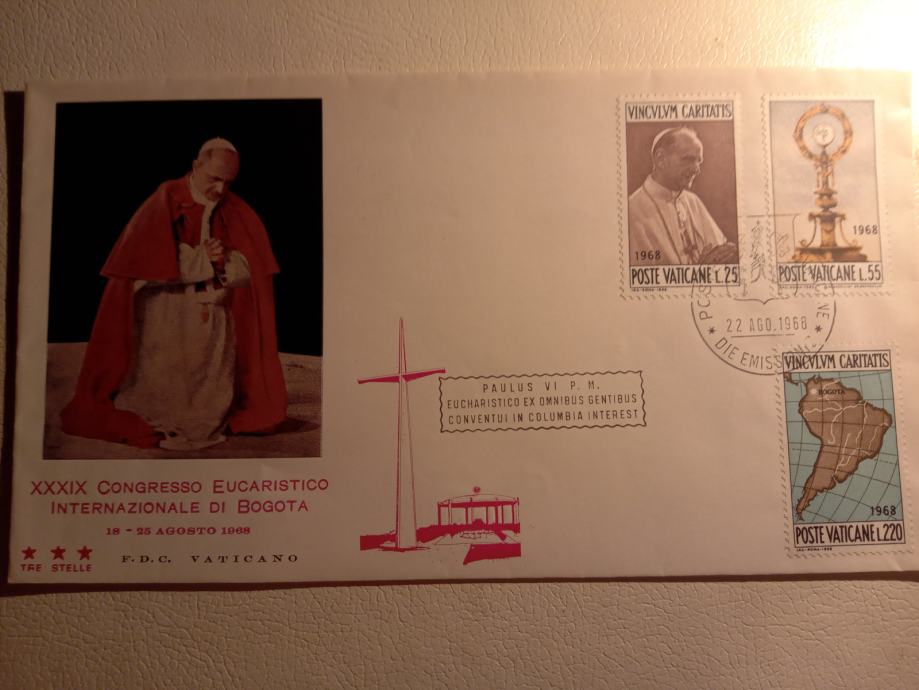 VINCVLVM CARITATIS
1968
POSTE VATICANE L.25
1968
POSTE VATICANE L.55
22 AGO.1968
DIE EMISS
VINCVLVM CARITATIS
BOGOTA
1968
POSTE VATICANE L.220
PAULUS VI P. M.
EUCHARISTICO EX OMNIBUS GENTIBUS
CONVENTUI IN COLUMBIA INTEREST
XXXIX CONGRESSO EUCARISTICO
INTERNAZIONALE DI BOGOTA
18 - 25 AGOSTO 1968
TRE STELLE
F.D.C. VATICANO